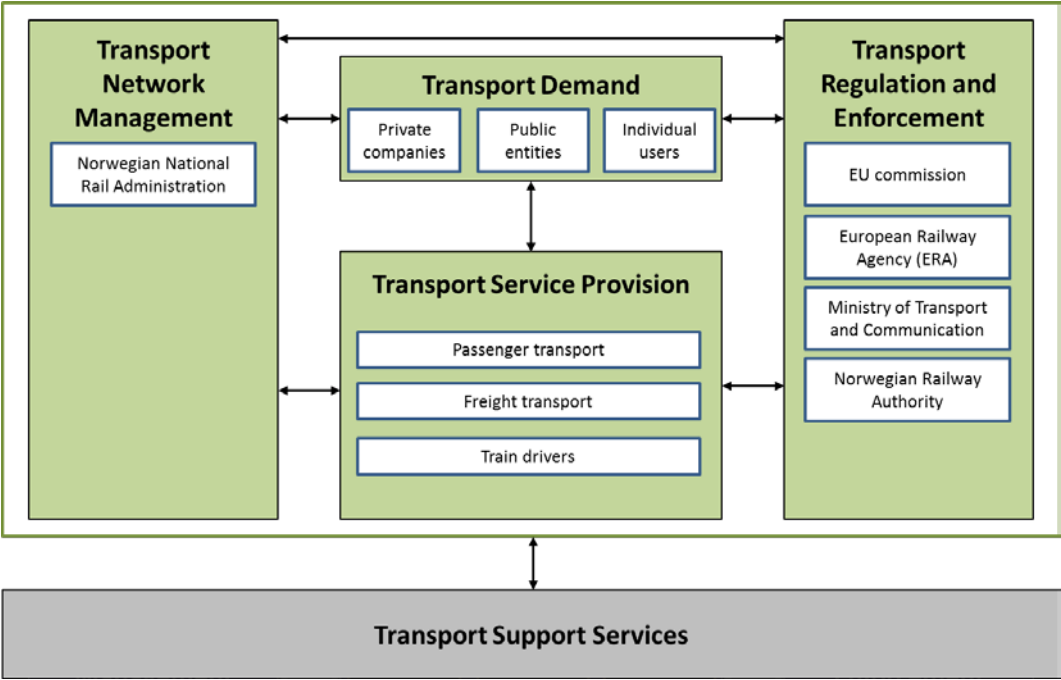 Transport
Network
Management
Norwegian National
Rail Administration
Transport Demand
Private
companies
Public
entities
Individual
users
Transport Service Provision
Passenger transport
Freight transport
Train drivers
Transport
Regulation and
Enforcement
EU commission
European Railway
Agency (ERA)
Ministry of Transport
and Communication
Norwegian Railway
Authority
Transport Support Services